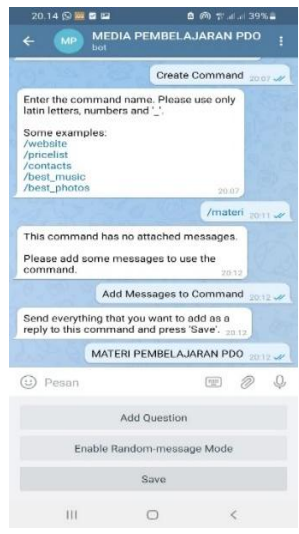 20.14
39%
MP
MEDIA PEMBELAJARAN PDO
bot
Create Command 20:07
Enter the command name. Please use only
latin letters, numbers and '_'.
Some examples:
/website
/pricelist
/contacts
/best_music
/best_photos
20:07
/materi 20:11
This command has no attached messages.
Please add some messages to use the
command.
20:12
Add Messages to Command 20:12
Send everything that you want to add as a
reply to this command and press 'Save'. 20:12
MATERI PEMBELAJARAN PDO 20:12
Pesan
Add Question
Enable Random-message Mode
Save